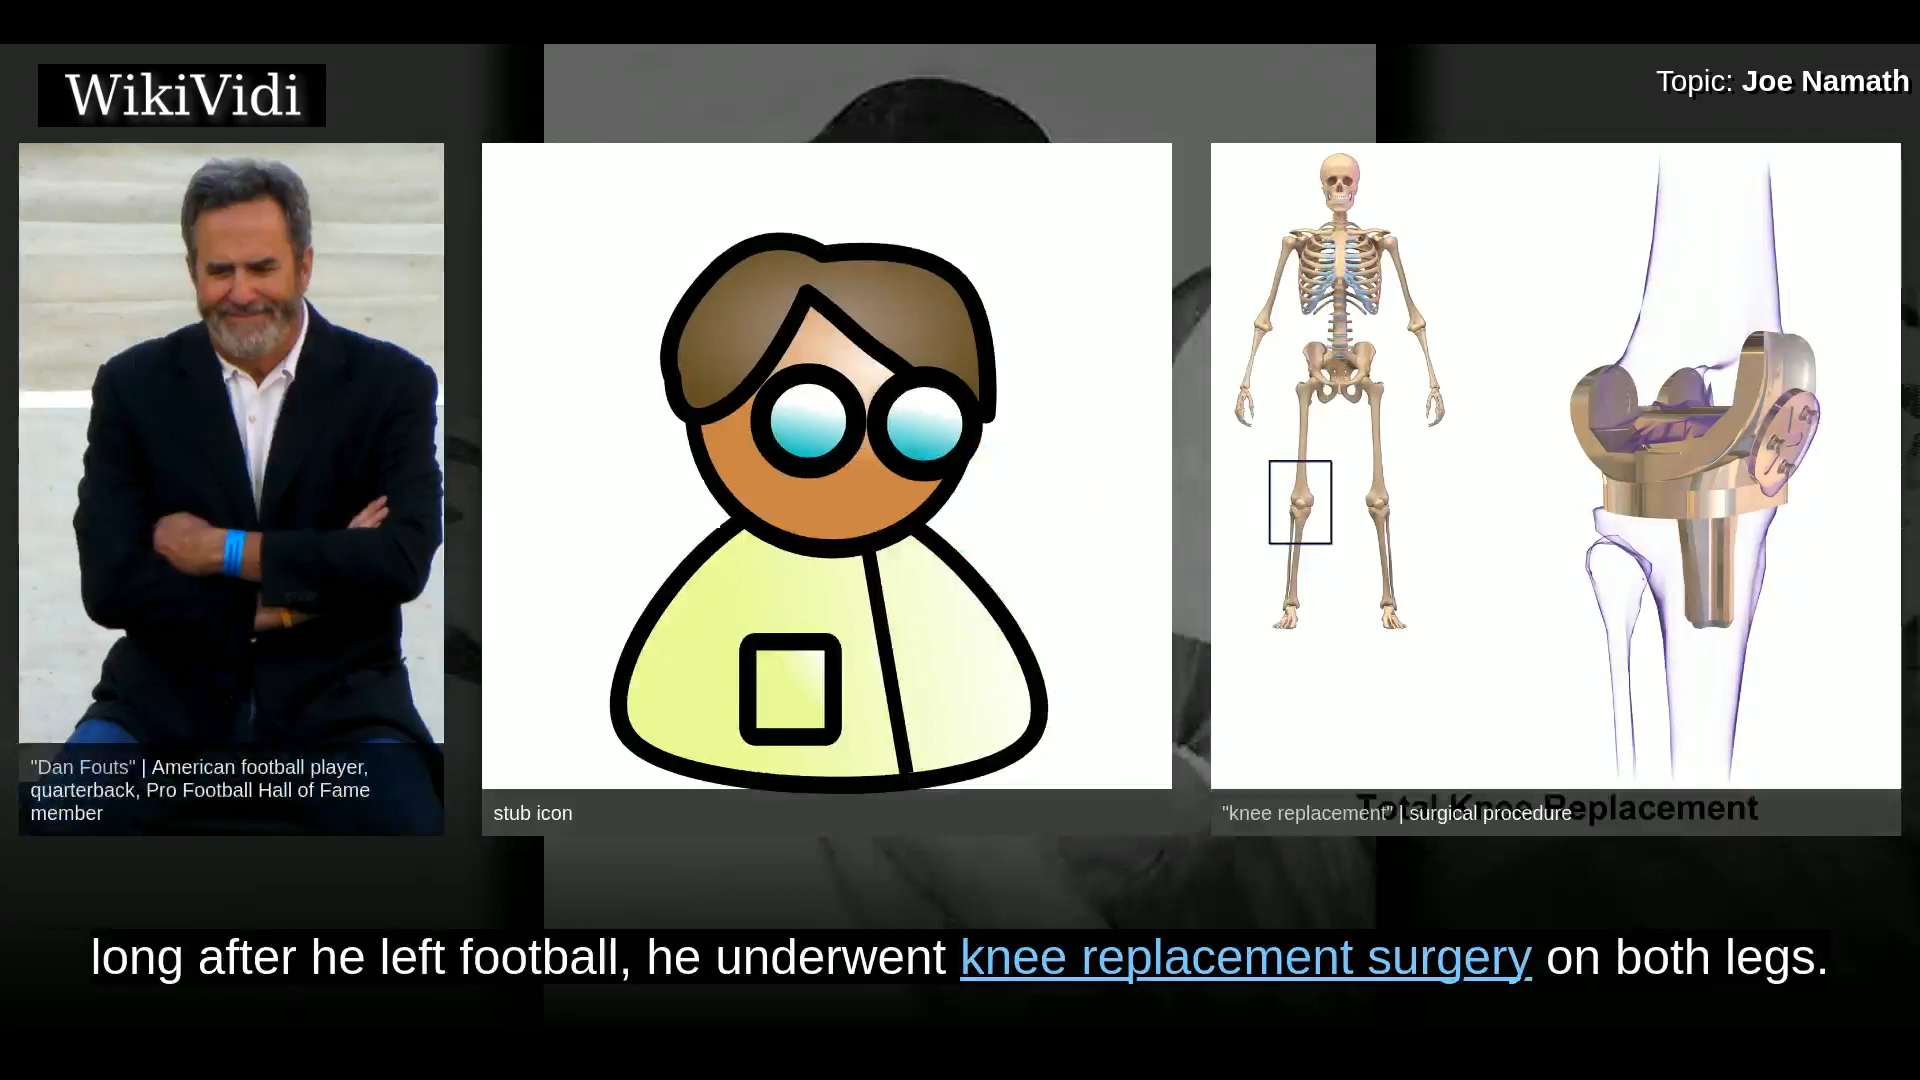 WikiVidi
Topic: Joe Namath
"Dan Fouts" | American football player,
quarterback, Pro Football Hall of Fame
member
stub icon
"knee replacement" | surgical procedure
Total Knee Replacement
long after he left football, he underwent knee replacement surgery on both legs.